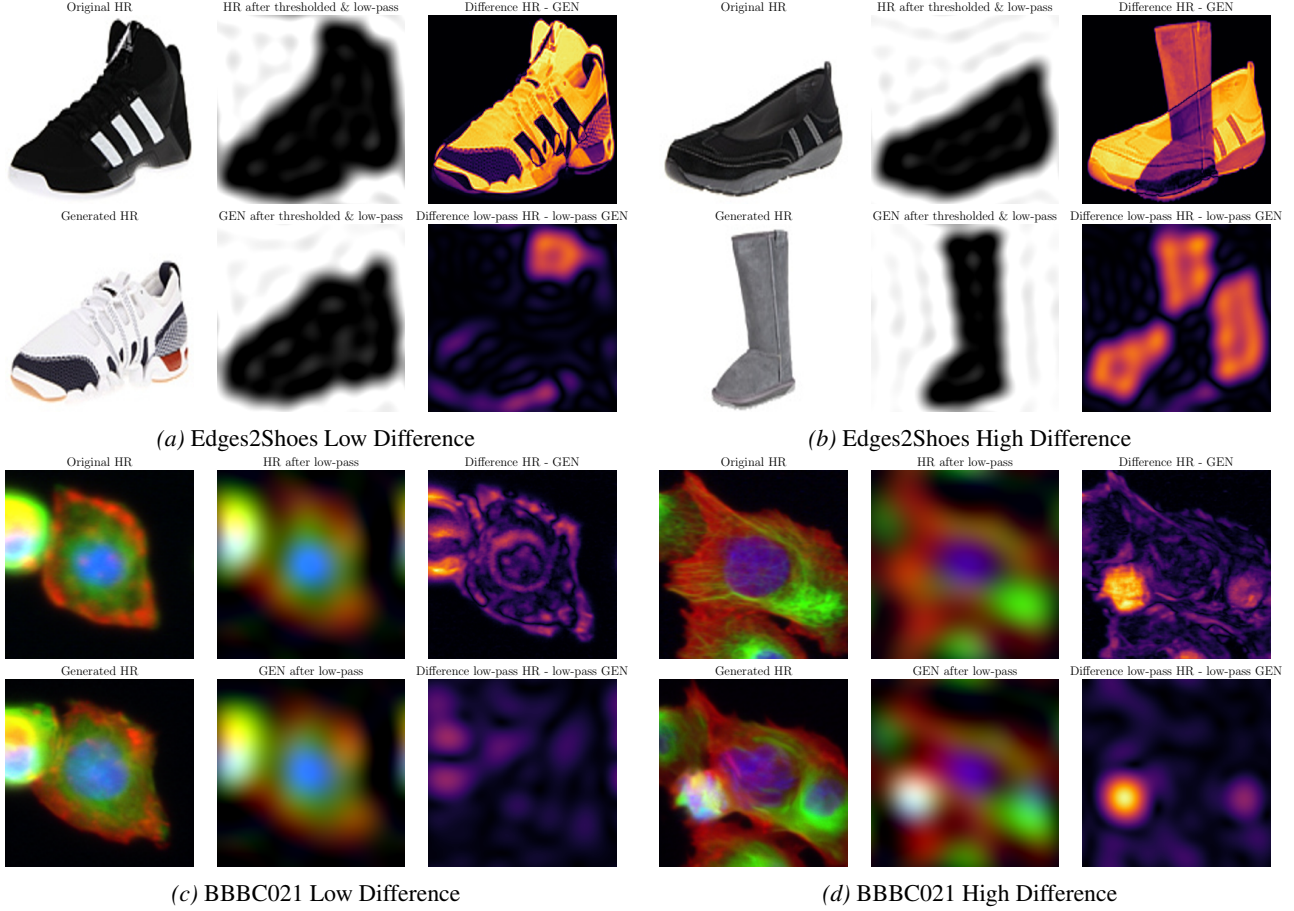 Original HR
HR after thresholded & low-pass
Difference HR - GEN
Generated HR
GEN after thresholded & low-pass
Difference low-pass HR - low-pass GEN
(a) Edges2Shoes Low Difference
Original HR
HR after thresholded & low-pass
Difference HR - GEN
Generated HR
GEN after thresholded & low-pass
Difference low-pass HR - low-pass GEN
(b) Edges2Shoes High Difference
Original HR
HR after low-pass
Difference HR - GEN
Generated HR
GEN after low-pass
Difference low-pass HR - low-pass GEN
(c) BBBC021 Low Difference
Original HR
HR after low-pass
Difference HR - GEN
Generated HR
GEN after low-pass
Difference low-pass HR - low-pass GEN
(d) BBBC021 High Difference